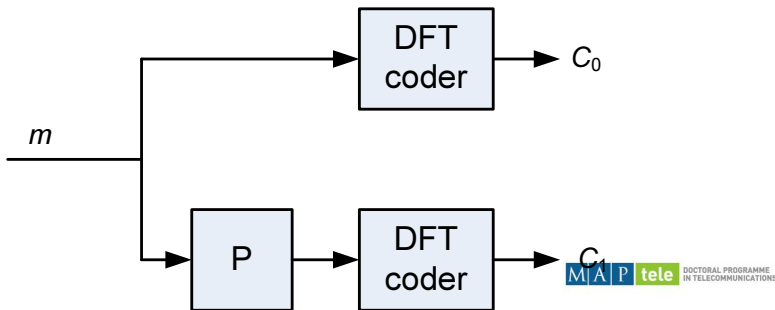 DFT
coder
C0
m
P
DFT
coder
C1
MAP tele DOCTORAL PROGRAMME
IN TELECOMMUNICATIONS